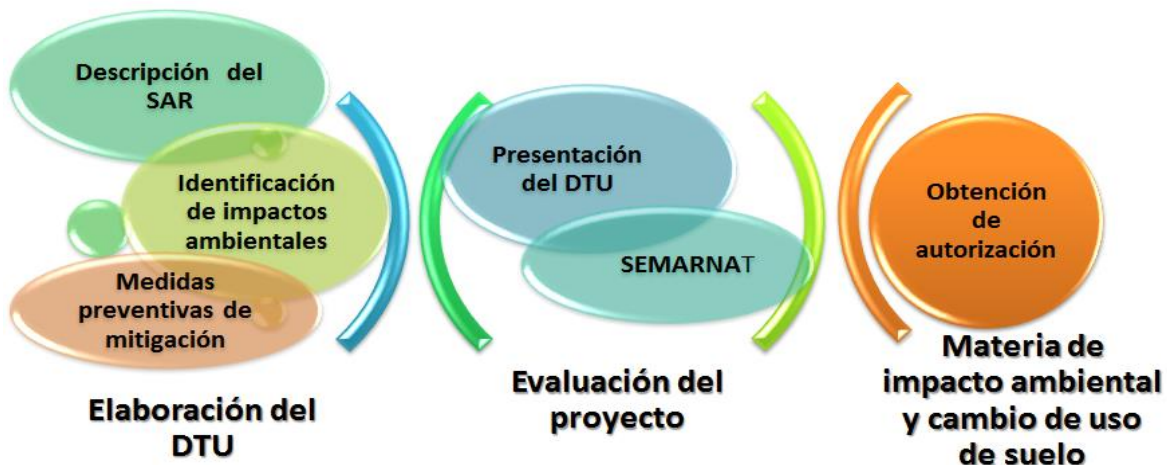 Descripción del
SAR
Identificación
de impactos
ambientales
Medidas
preventivas de
mitigación
Elaboración del
DTU
Presentación
del DTU
SEMARNAT
Evaluación del
proyecto
Obtención
de
autorización
Materia de
impacto ambiental
y cambio de uso
de suelo